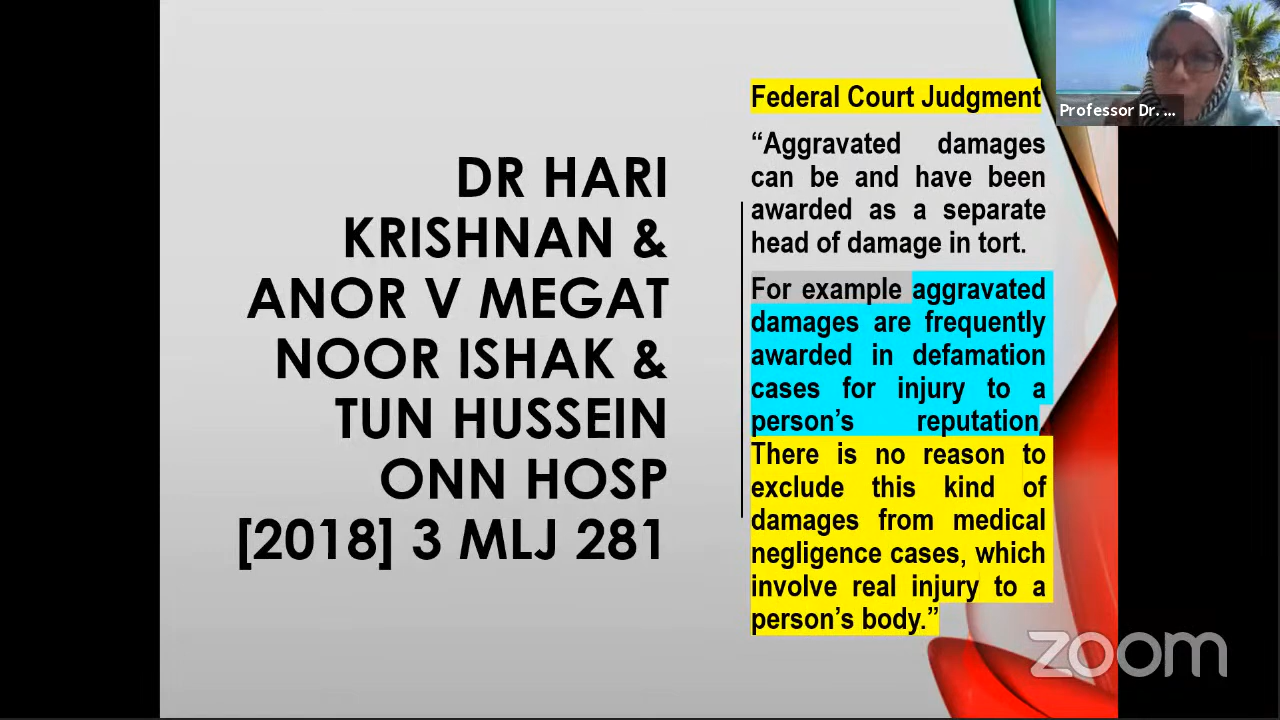 DR HARI
KRISHNAN &
ANOR V MEGAT
NOOR ISHAK &
TUN HUSSEIN
ONN HOSP
[2018] 3 MLJ 281
Federal Court Judgment
“Aggravated damages
can be and have been
awarded as a separate
head of damage in tort.
For example aggravated
damages are frequently
awarded in defamation
cases for injury to a
person’s reputation.
There is no reason to
exclude this kind of
damages from medical
negligence cases, which
involve real injury to a
person’s body.”
Professor Dr. ...
zoom